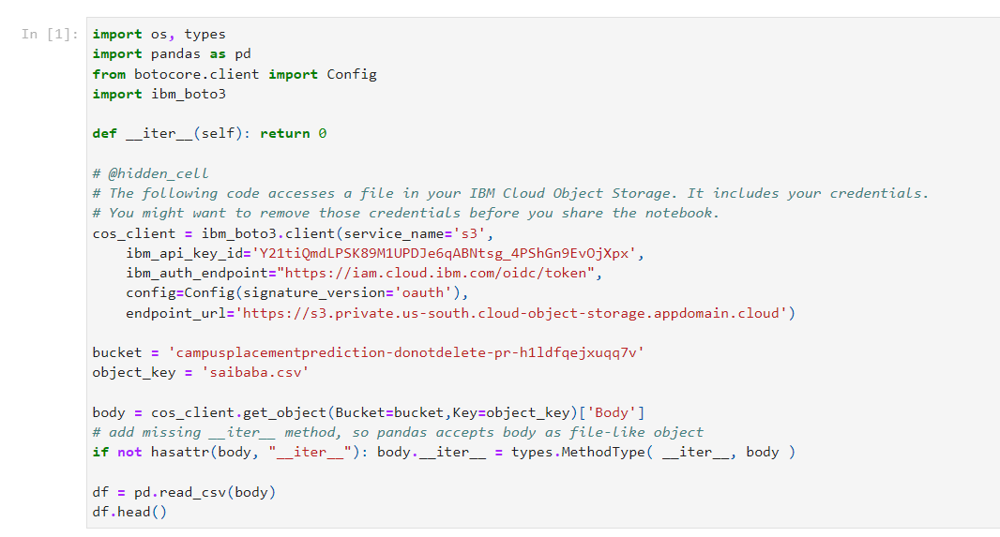 In [1]:
import os, types
import pandas as pd
from botocore.client import Config
import ibm_boto3
def __iter__(self): return 0
# @hidden_cell
# The following code accesses a file in your IBM Cloud Object Storage. It includes your credentials.
# You might want to remove those credentials before you share the notebook.
cos_client = ibm_boto3.client(service_name='s3',
    ibm_api_key_id='Y21tiQmdLPSK89M1UPDJe6qABNtsg_4PShGn9EvOjXpx',
    ibm_auth_endpoint="https://iam.cloud.ibm.com/oidc/token",
    config=Config(signature_version='oauth'),
    endpoint_url='https://s3.private.us-south.cloud-object-storage.appdomain.cloud')
bucket = 'campusplacementprediction-donotdelete-pr-h1ldfqejxuqq7v'
object_key = 'saibaba.csv'
body = cos_client.get_object(Bucket=bucket,Key=object_key)['Body']
# add missing __iter__ method, so pandas accepts body as file-like object
if not hasattr(body, "__iter__"): body.__iter__ = types.MethodType( __iter__, body )
df = pd.read_csv(body)
df.head()